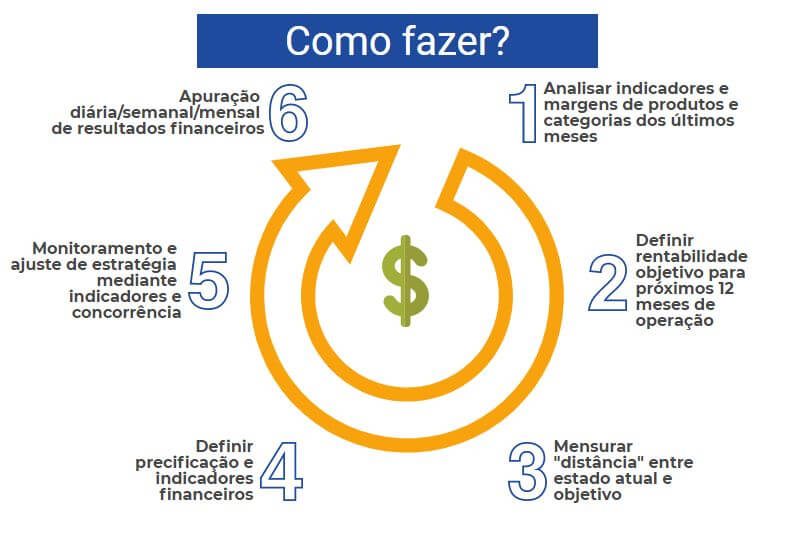 Como fazer?
1
Analisar indicadores e
margens de produtos e
categorias dos últimos
meses
2
Definir
rentabilidade
objetivo para
próximos 12
meses de
operação
3
Mensurar
"distância" entre
estado atual e
objetivo
4
Definir
precificação e
indicadores
financeiros
5
Monitoramento e
ajuste de estratégia
mediante
indicadores e
concorrência
6
Apuração
diária/semanal/mensal
de resultados financeiros
$